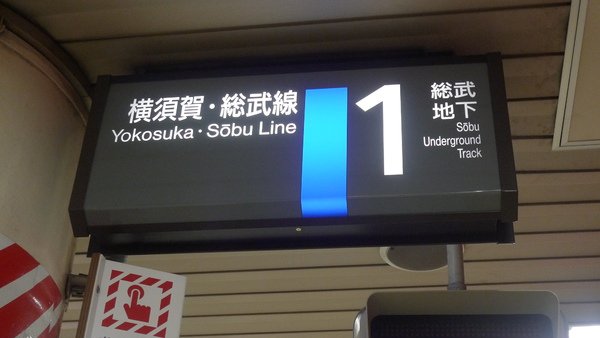 横須賀・総武線
Yokosuka・Sōbu Line
1
総武
地下
Sōbu
Underground
Track